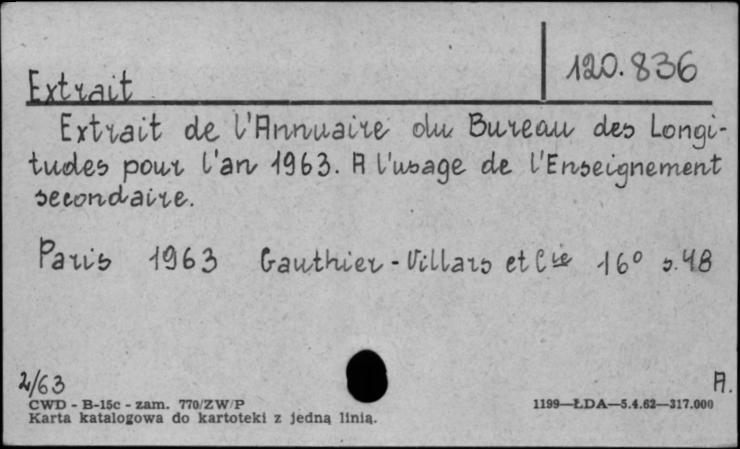 120.836
Extrait
Extrait de l'Annuaire du Bureau des Longi-
tudes pour l'an 1963. A l'usage de l'Enseignement
secondaire.
Paris 1963 Gauthier-Villars et Cie 16° s. 48
2/63
A.
CWD - B-15c - zam. 770/ZW/P
1199—ŁDA—5.4.62—317.000
Karta katalogowa do kartoteki z jedną linią.